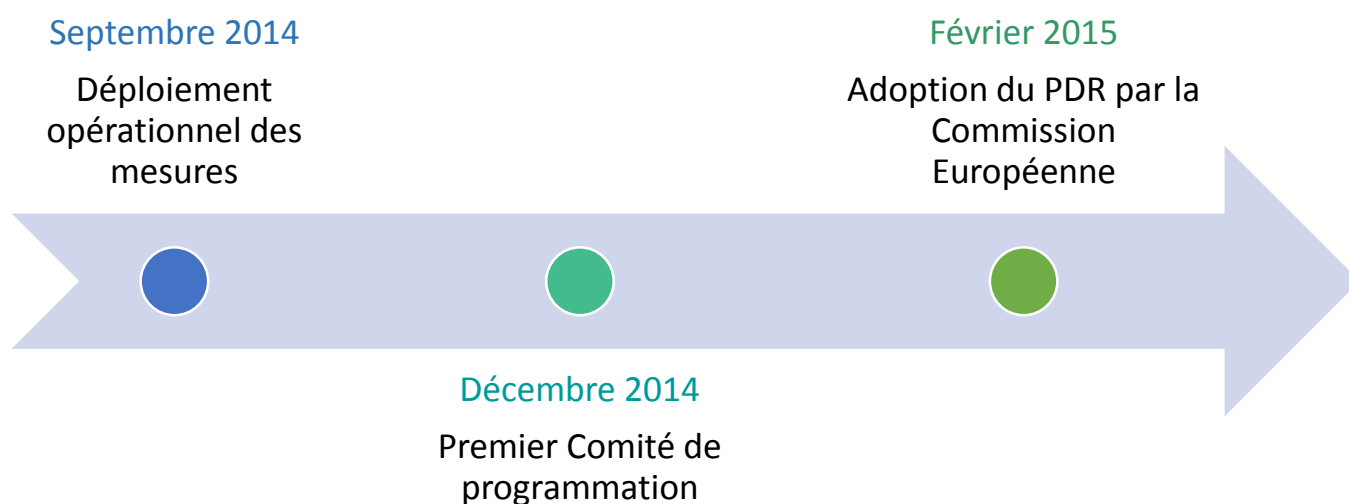 Septembre 2014
Déploiement
opérationnel des
mesures
Décembre 2014
Premier Comité de
programmation
Février 2015
Adoption du PDR par la
Commission
Européenne